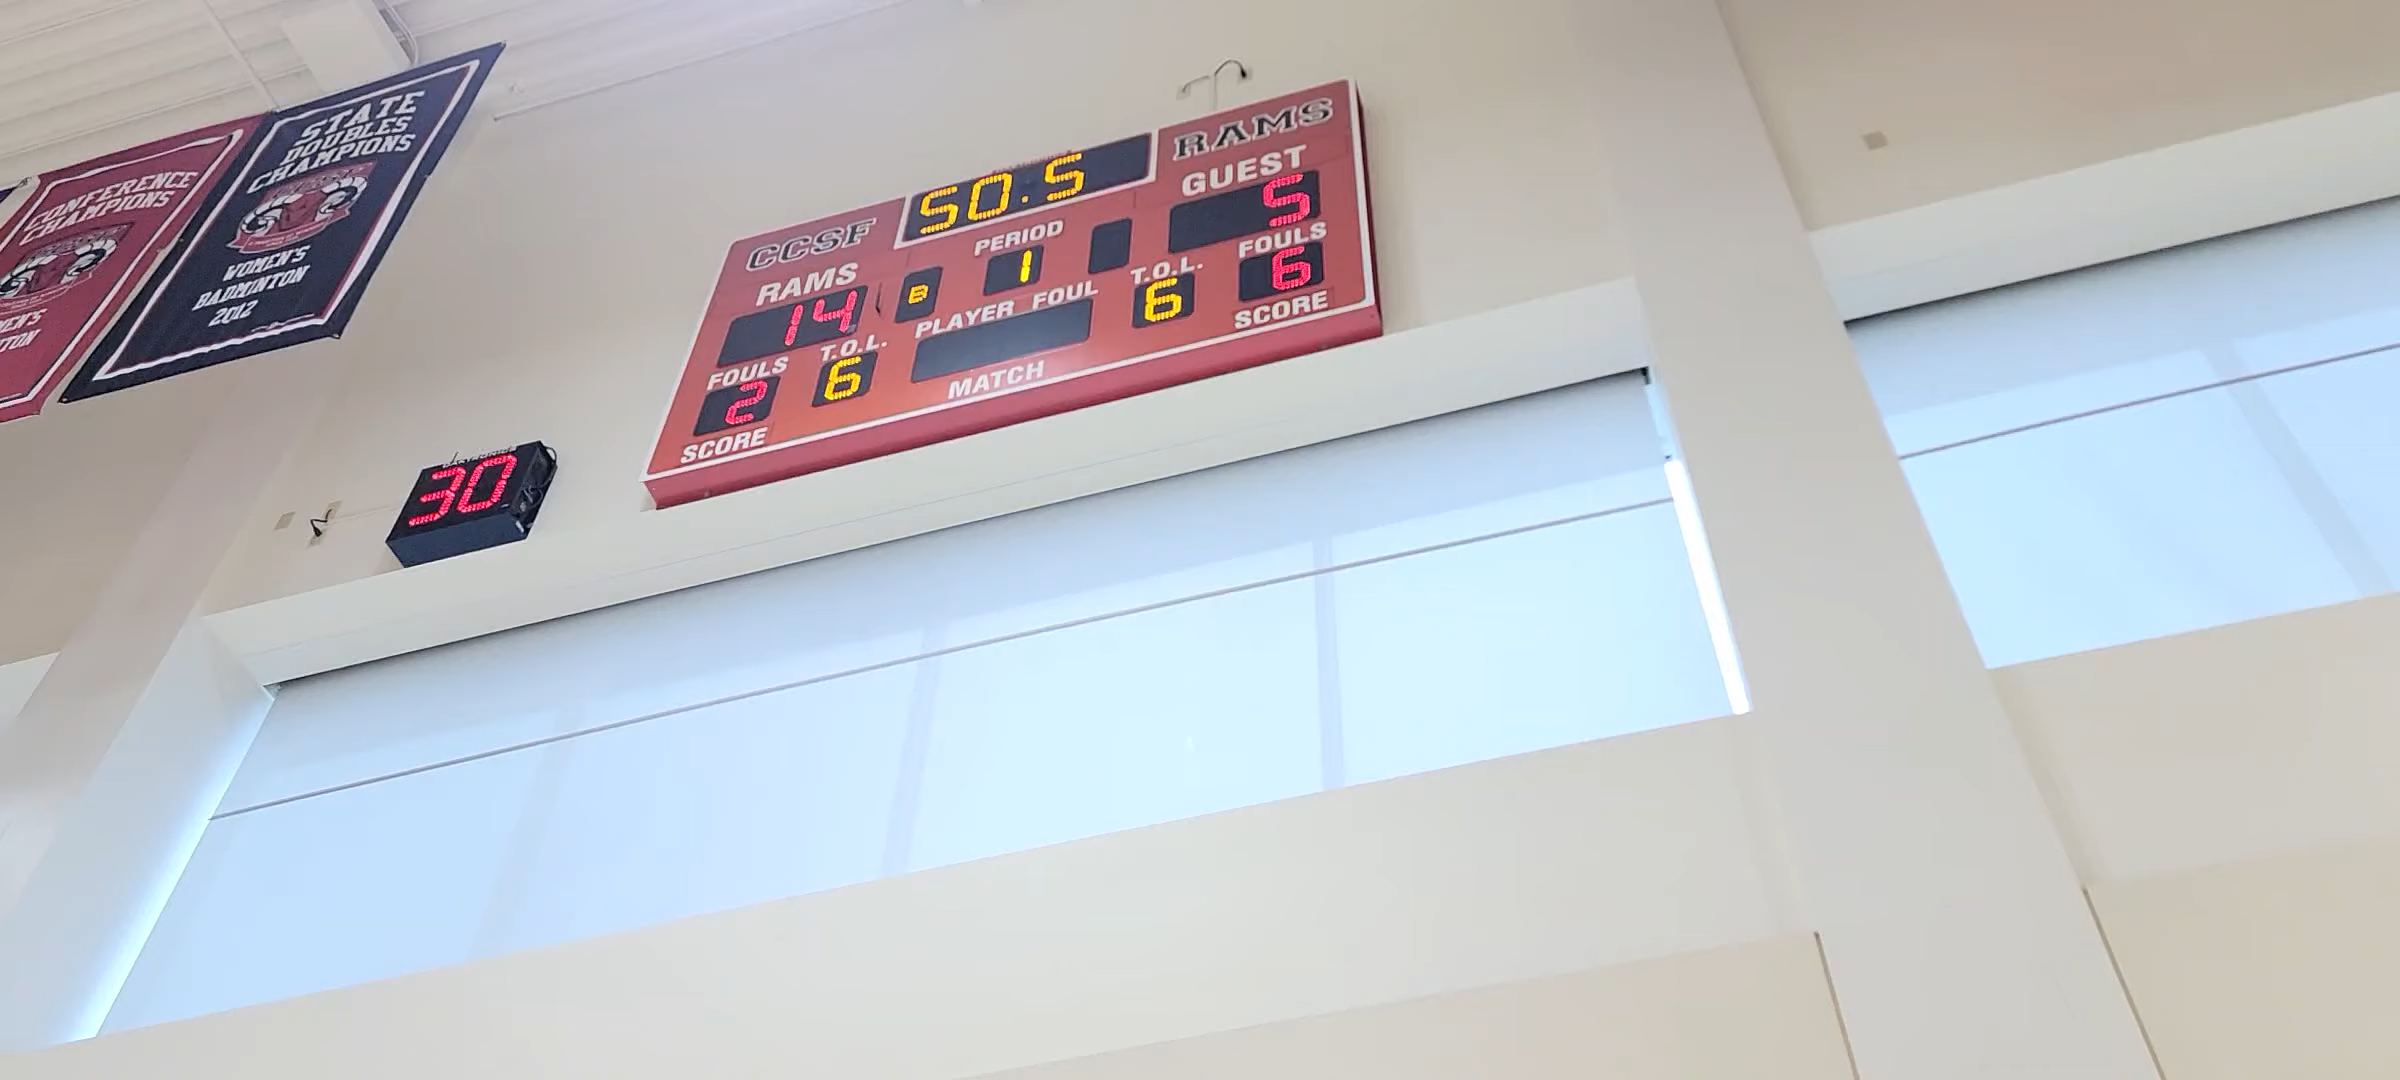 STATE
DOUBLES
CHAMPIONS
WOMEN'S
BADMINTON
2012
CONFERENCE
CHAMPIONS
CCSF
RAMS
50.5
RAMS
GUEST
14
B
PERIOD
1
5
FOULS
2
T.O.L.
6
PLAYER FOUL
T.O.L.
6
FOULS
6
SCORE
MATCH
SCORE
30